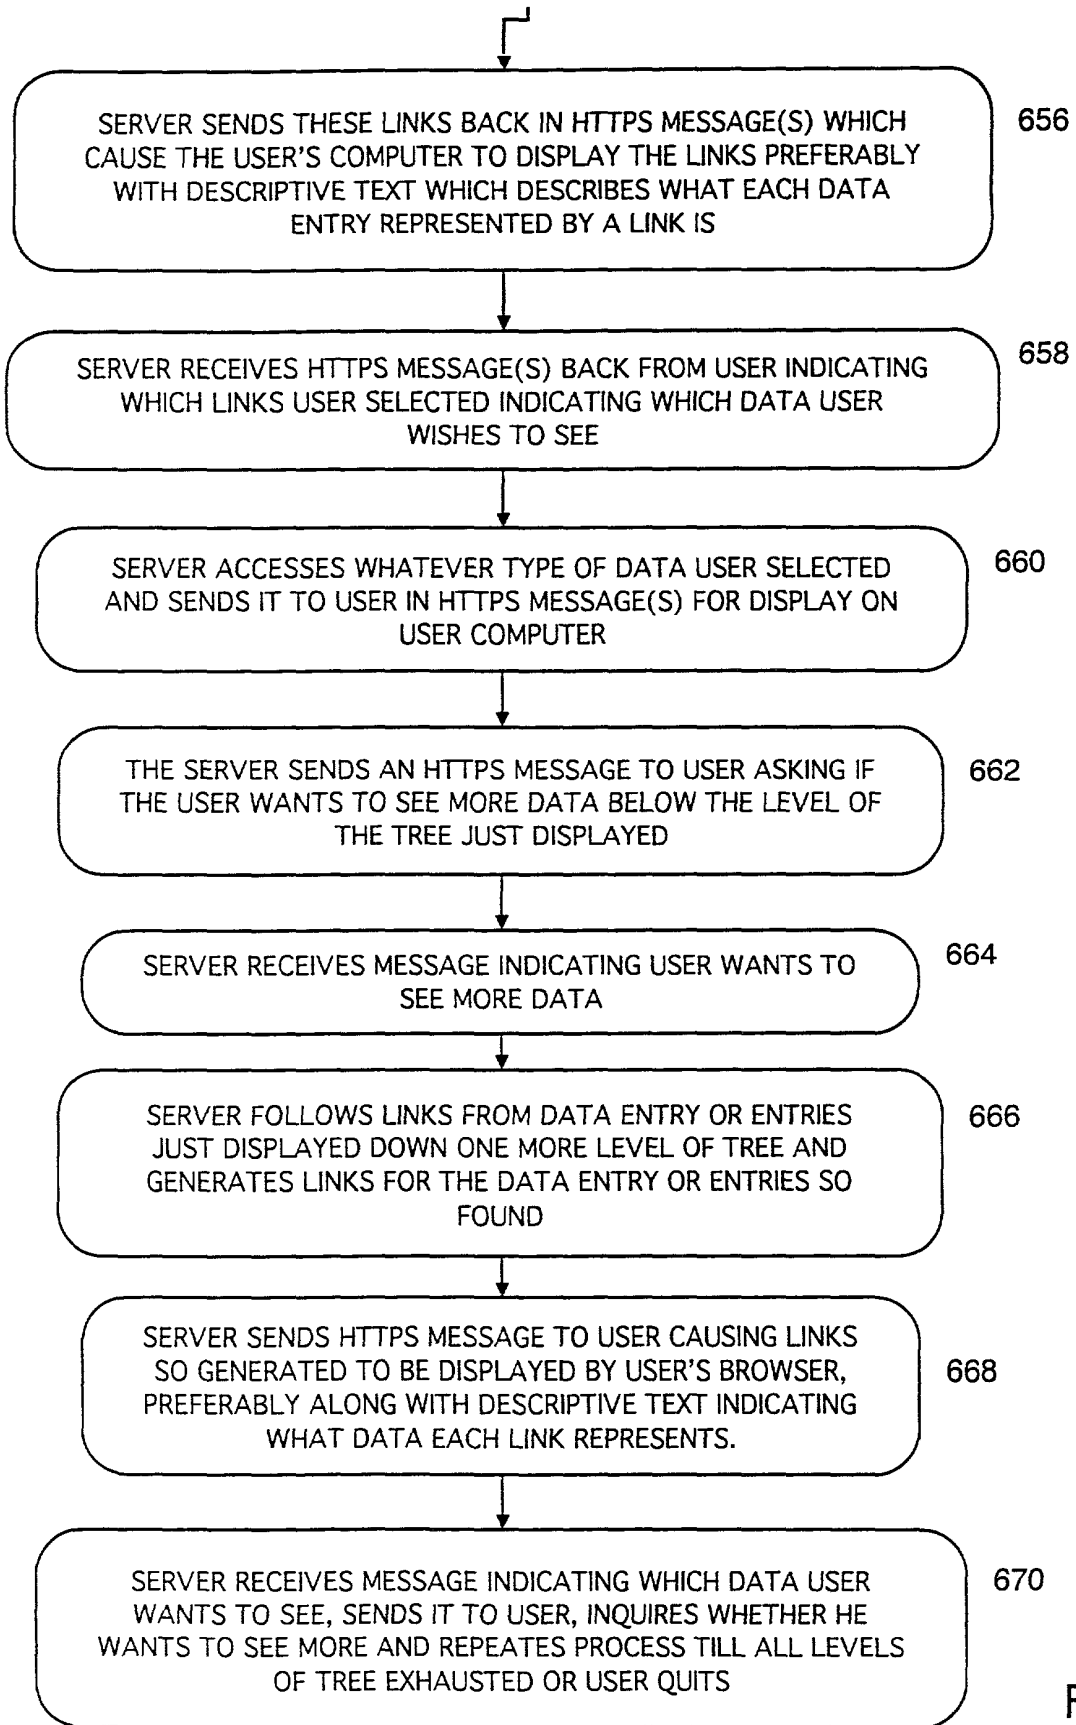 SERVER SENDS THESE LINKS BACK IN HTTPS MESSAGE(S) WHICH
CAUSE THE USER'S COMPUTER TO DISPLAY THE LINKS PREFERABLY
WITH DESCRIPTIVE TEXT WHICH DESCRIBES WHAT EACH DATA
ENTRY REPRESENTED BY A LINK IS
656
SERVER RECEIVES HTTPS MESSAGE(S) BACK FROM USER INDICATING
WHICH LINKS USER SELECTED INDICATING WHICH DATA USER
WISHES TO SEE
658
SERVER ACCESSES WHATEVER TYPE OF DATA USER SELECTED
AND SENDS IT TO USER IN HTTPS MESSAGE(S) FOR DISPLAY ON
USER COMPUTER
660
THE SERVER SENDS AN HTTPS MESSAGE TO USER ASKING IF
THE USER WANTS TO SEE MORE DATA BELOW THE LEVEL OF
THE TREE JUST DISPLAYED
662
SERVER RECEIVES MESSAGE INDICATING USER WANTS TO
SEE MORE DATA
664
SERVER FOLLOWS LINKS FROM DATA ENTRY OR ENTRIES
JUST DISPLAYED DOWN ONE MORE LEVEL OF TREE AND
GENERATES LINKS FOR THE DATA ENTRY OR ENTRIES SO
FOUND
666
SERVER SENDS HTTPS MESSAGE TO USER CAUSING LINKS
SO GENERATED TO BE DISPLAYED BY USER'S BROWSER,
PREFERABLY ALONG WITH DESCRIPTIVE TEXT INDICATING
WHAT DATA EACH LINK REPRESENTS.
668
SERVER RECEIVES MESSAGE INDICATING WHICH DATA USER
WANTS TO SEE, SENDS IT TO USER, INQUIRES WHETHER HE
WANTS TO SEE MORE AND REPEATES PROCESS TILL ALL LEVELS
OF TREE EXHAUSTED OR USER QUITS
670